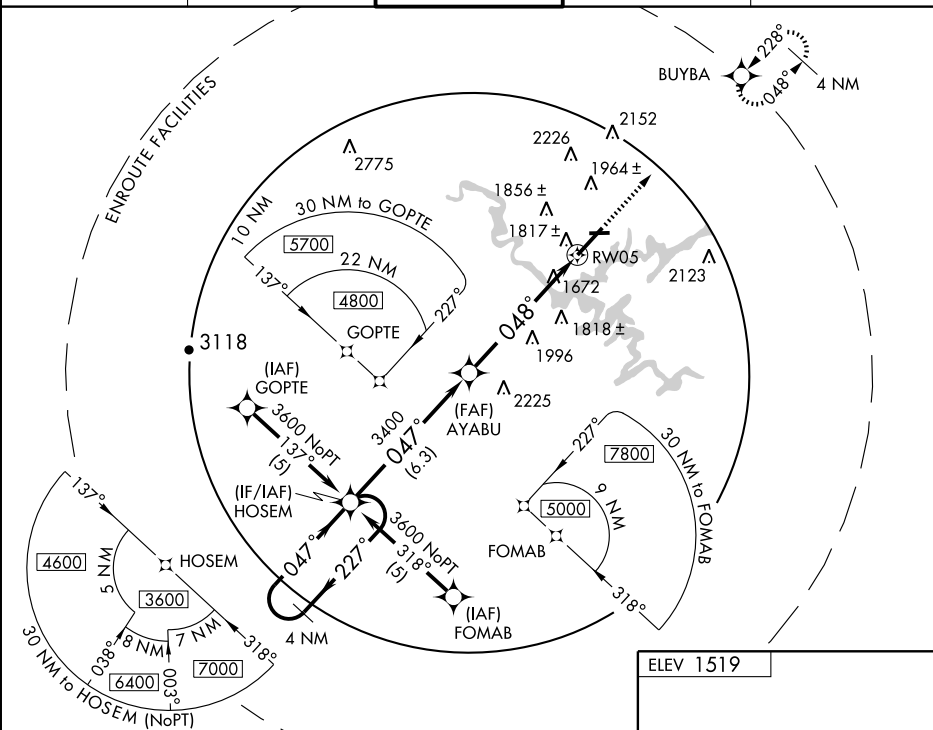 228°
BUYBA
048°
4 NM
ENROUTE FACILITIES
2152
2226
2775
1964 ±
1856 ±
10 NM
30 NM to GOPTE
1817 ±
5700
RW05
22 NM
2123
137°
1672
4800
227°
048°
1818 ±
GOPTE
3118
1996
(IAF)
GOPTE
2225
(FAF)
AYABU
3600 NoPT
137°
(5)
3400
047°
(6.3)
227°
30 NM to FOMAB
7800
(IF/IAF)
HOSEM
9 NM
5000
137°
3600 NoPT
318°
(5)
FOMAB
4600
5 NM
HOSEM
047°
227°
318°
3600
(IAF)
FOMAB
4 NM
8 NM
7 NM
318°
038°
003°
7000
6400
30 NM to HOSEM (NoPT)
ELEV 1519